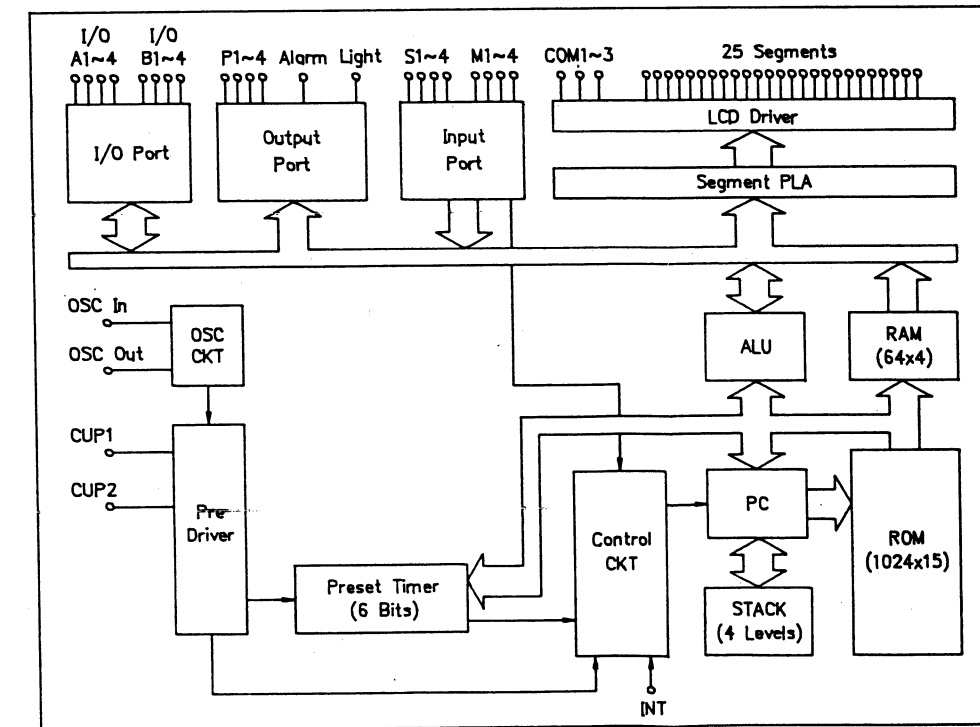 I/O I/O
A1~4 B1~4 P1~4 Alarm Light S1~4 M1~4 COM1~3 25 Segments
LCD Driver
I/O Port
Output
Port
Input
Port
Segment PLA
OSC In
OSC Out
OSC
CKT
ALU
RAM
(64x4)
CUP1
CUP2
Pre
Driver
Preset Timer
(6 Bits)
Control
CKT
PC
ROM
(1024x15)
STACK
(4 Levels)
INT